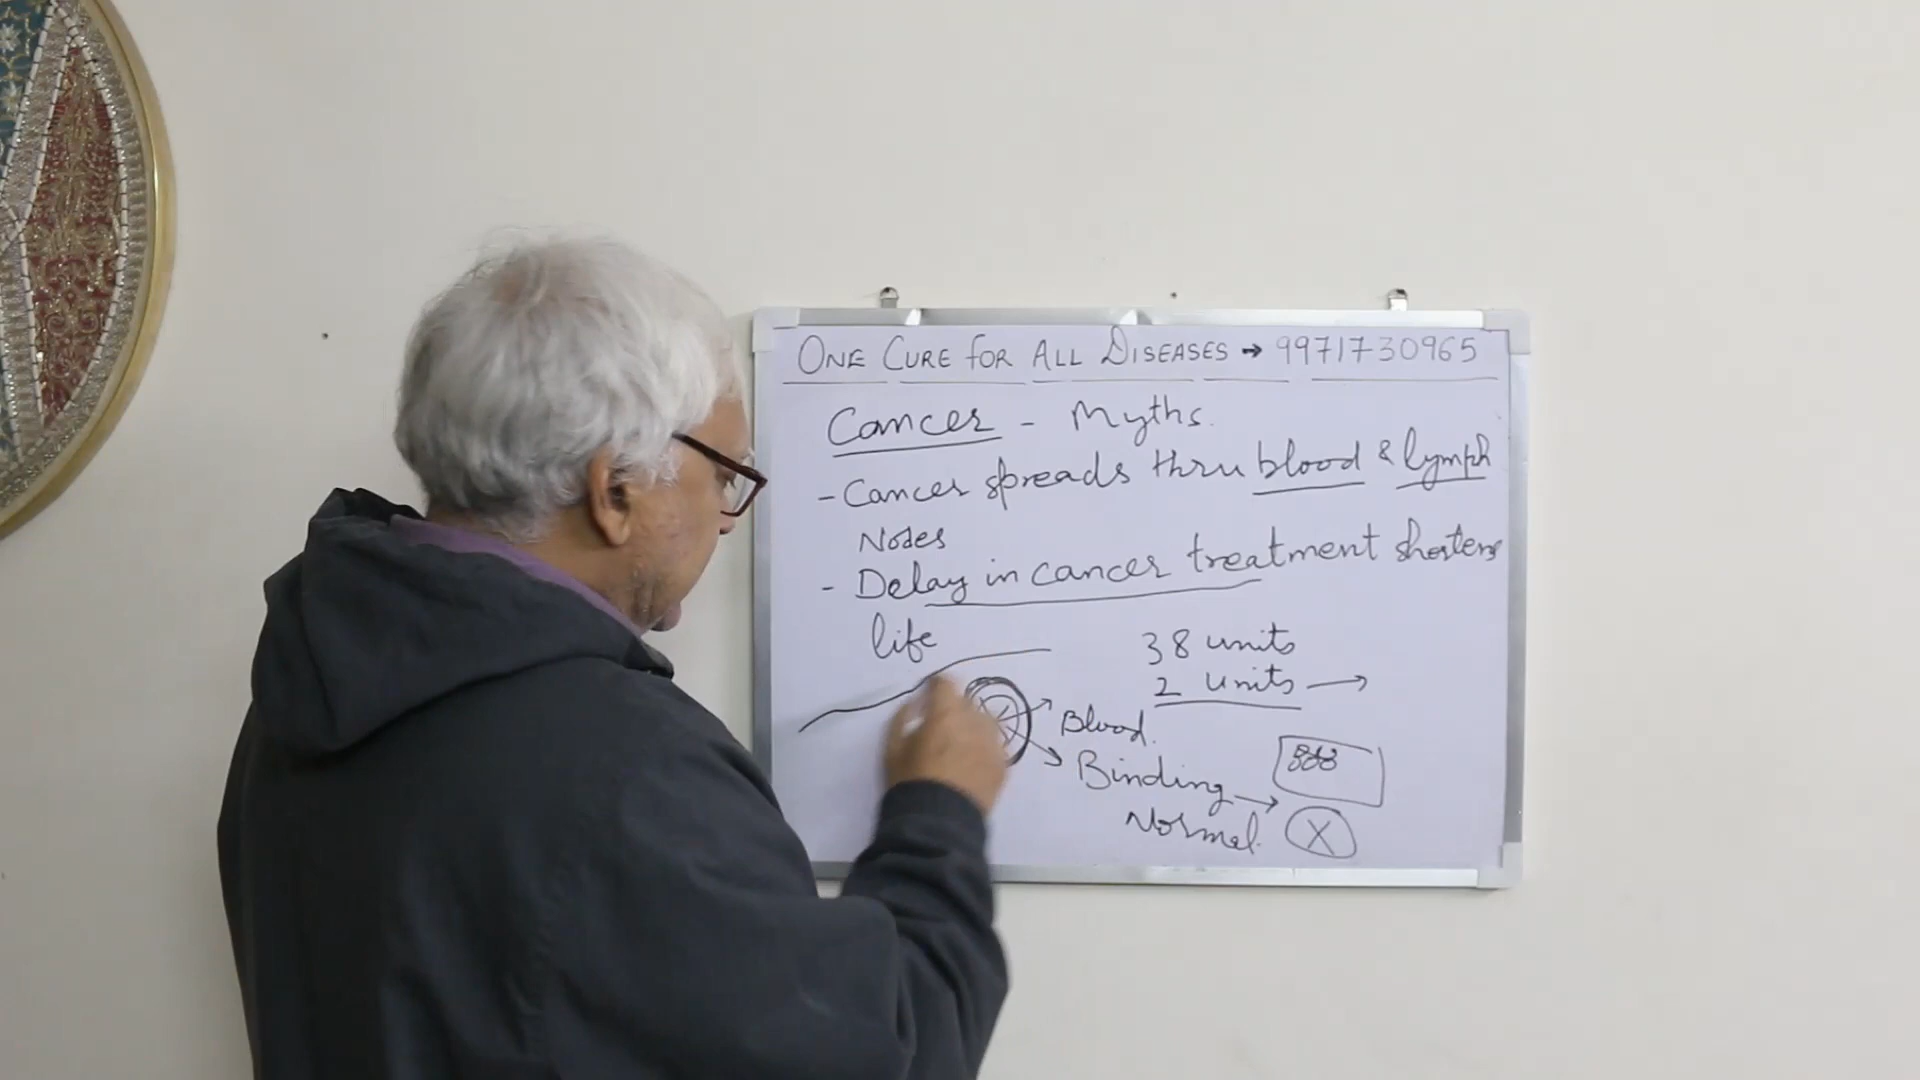 ONE CURE FOR ALL DISEASES → 9971730965
Cancer - Myths.
- Cancer spreads thru blood & lymph
Nodes
- Delay in cancer treatment shortens
life
38 units
2 units →
Blood.
Binding →
Normal.
X